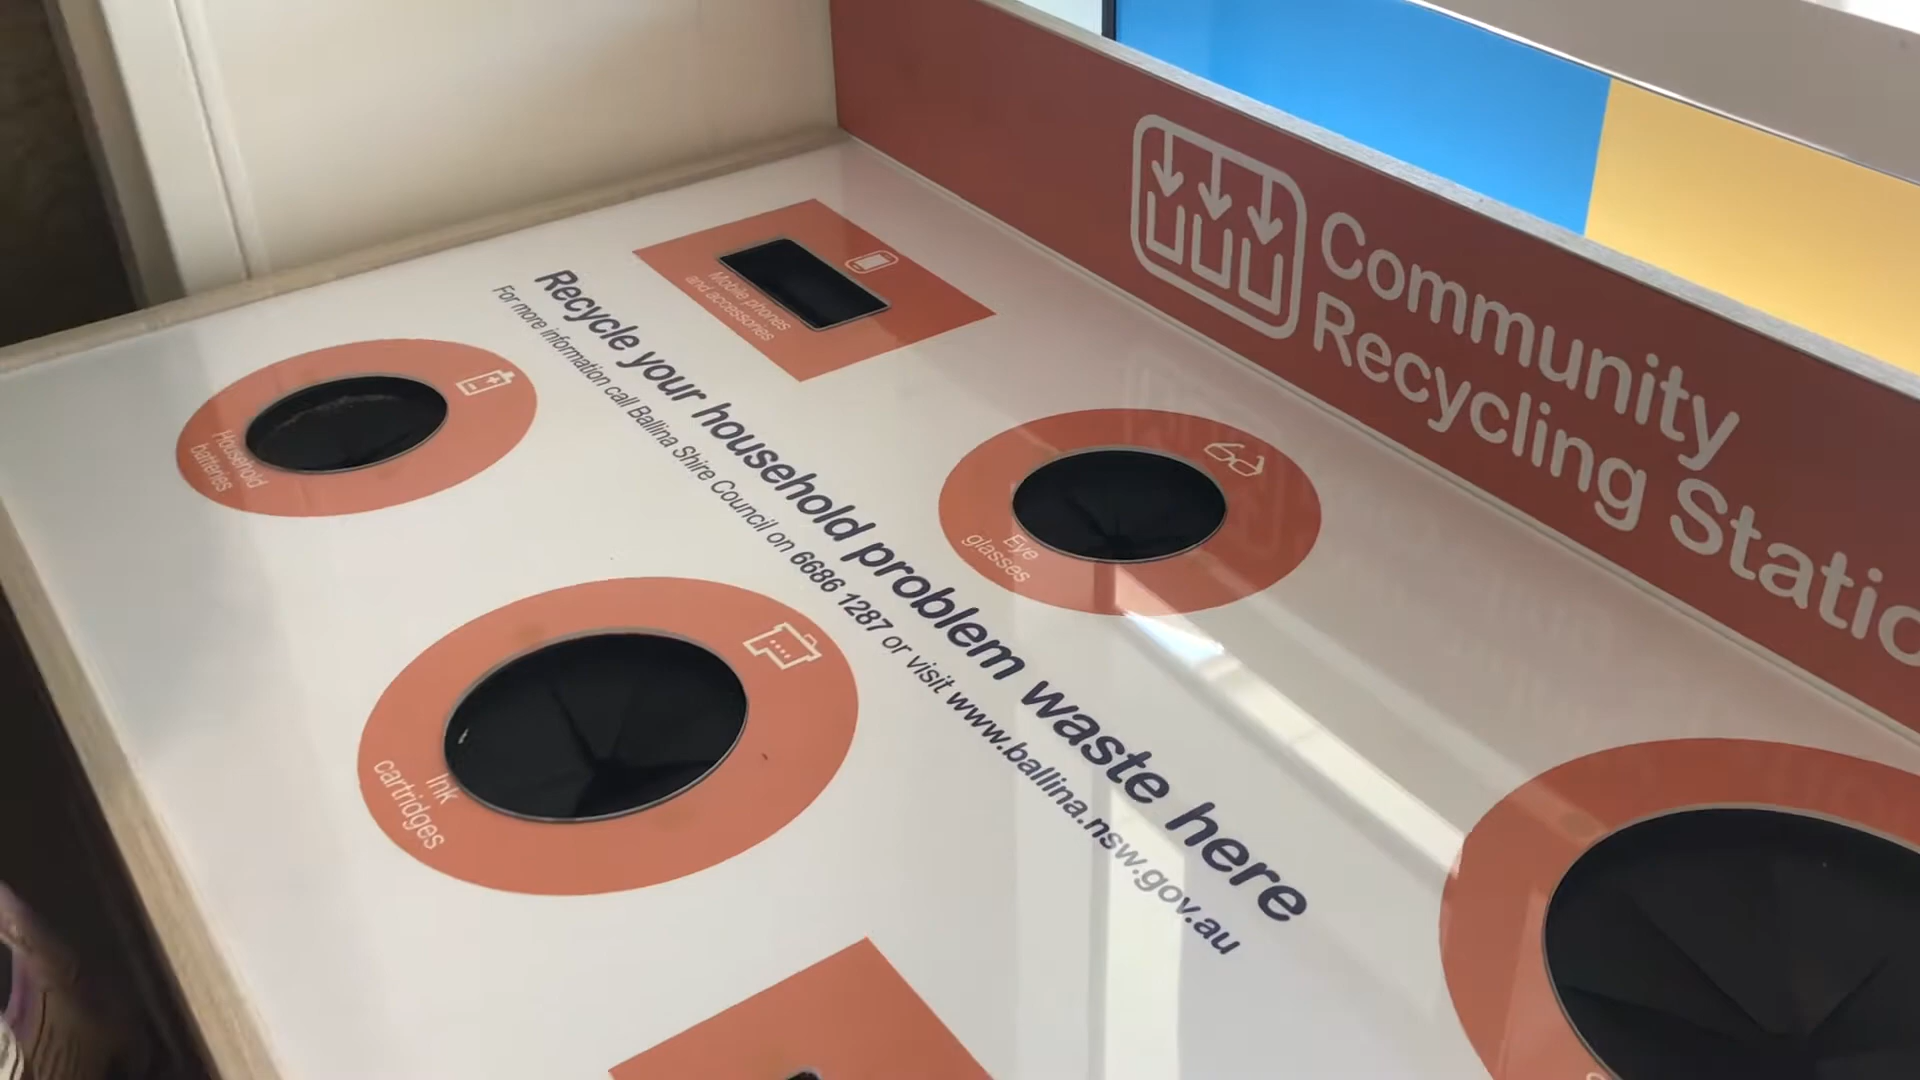 Community
Recycling
Mobile phones
and accessories
Recycle your household problem waste here
For more information call Ballina Shire Council on 6686 1287 or visit www.ballina.nsw.gov.au
Household
batteries
Eye
glasses
Ink
cartridges